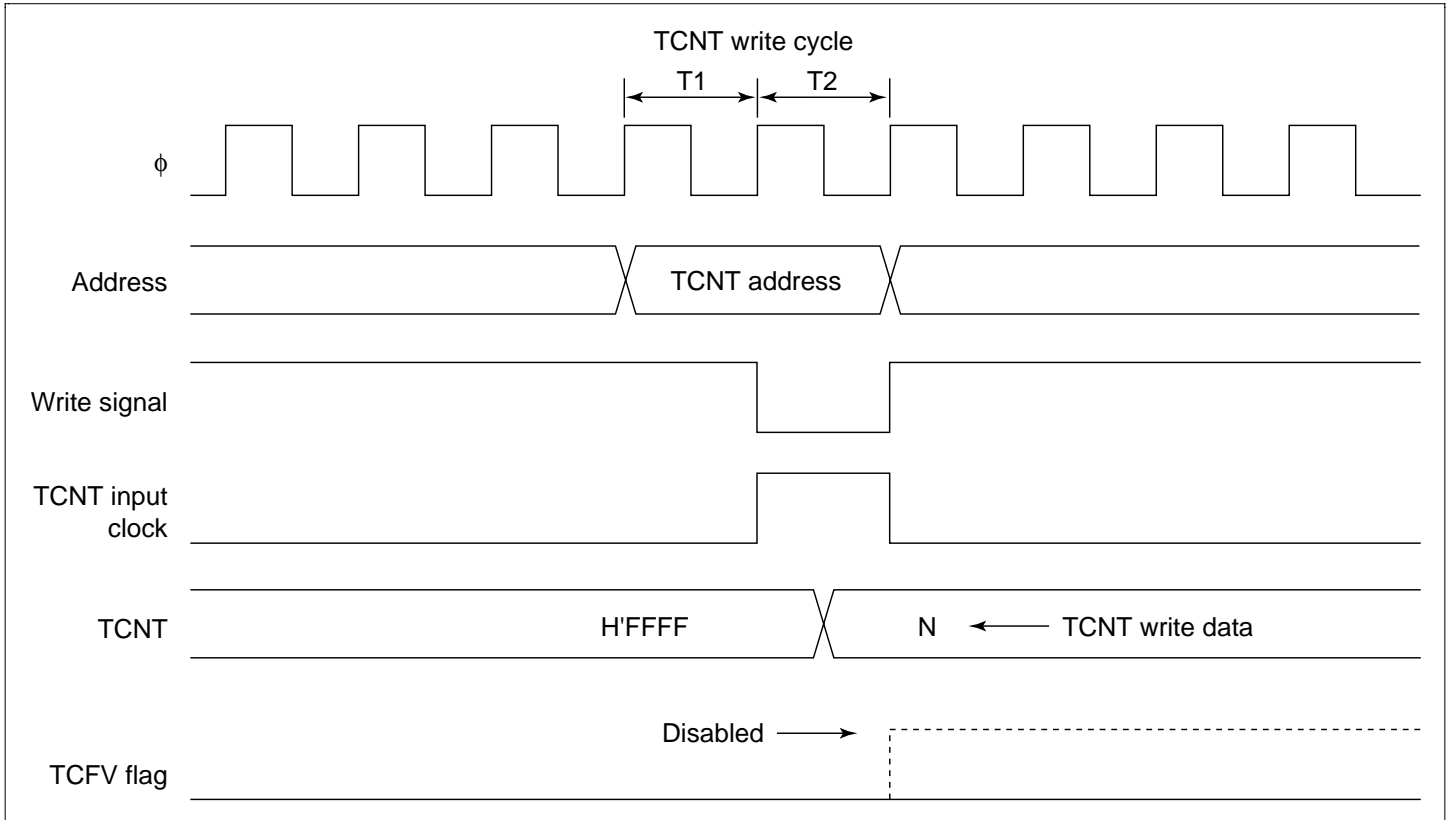 TCNT write cycle
T1 T2
ϕ
Address
TCNT address
Write signal
TCNT input
clock
TCNT
H'FFFF
N
TCNT write data
Disabled
TCFV flag